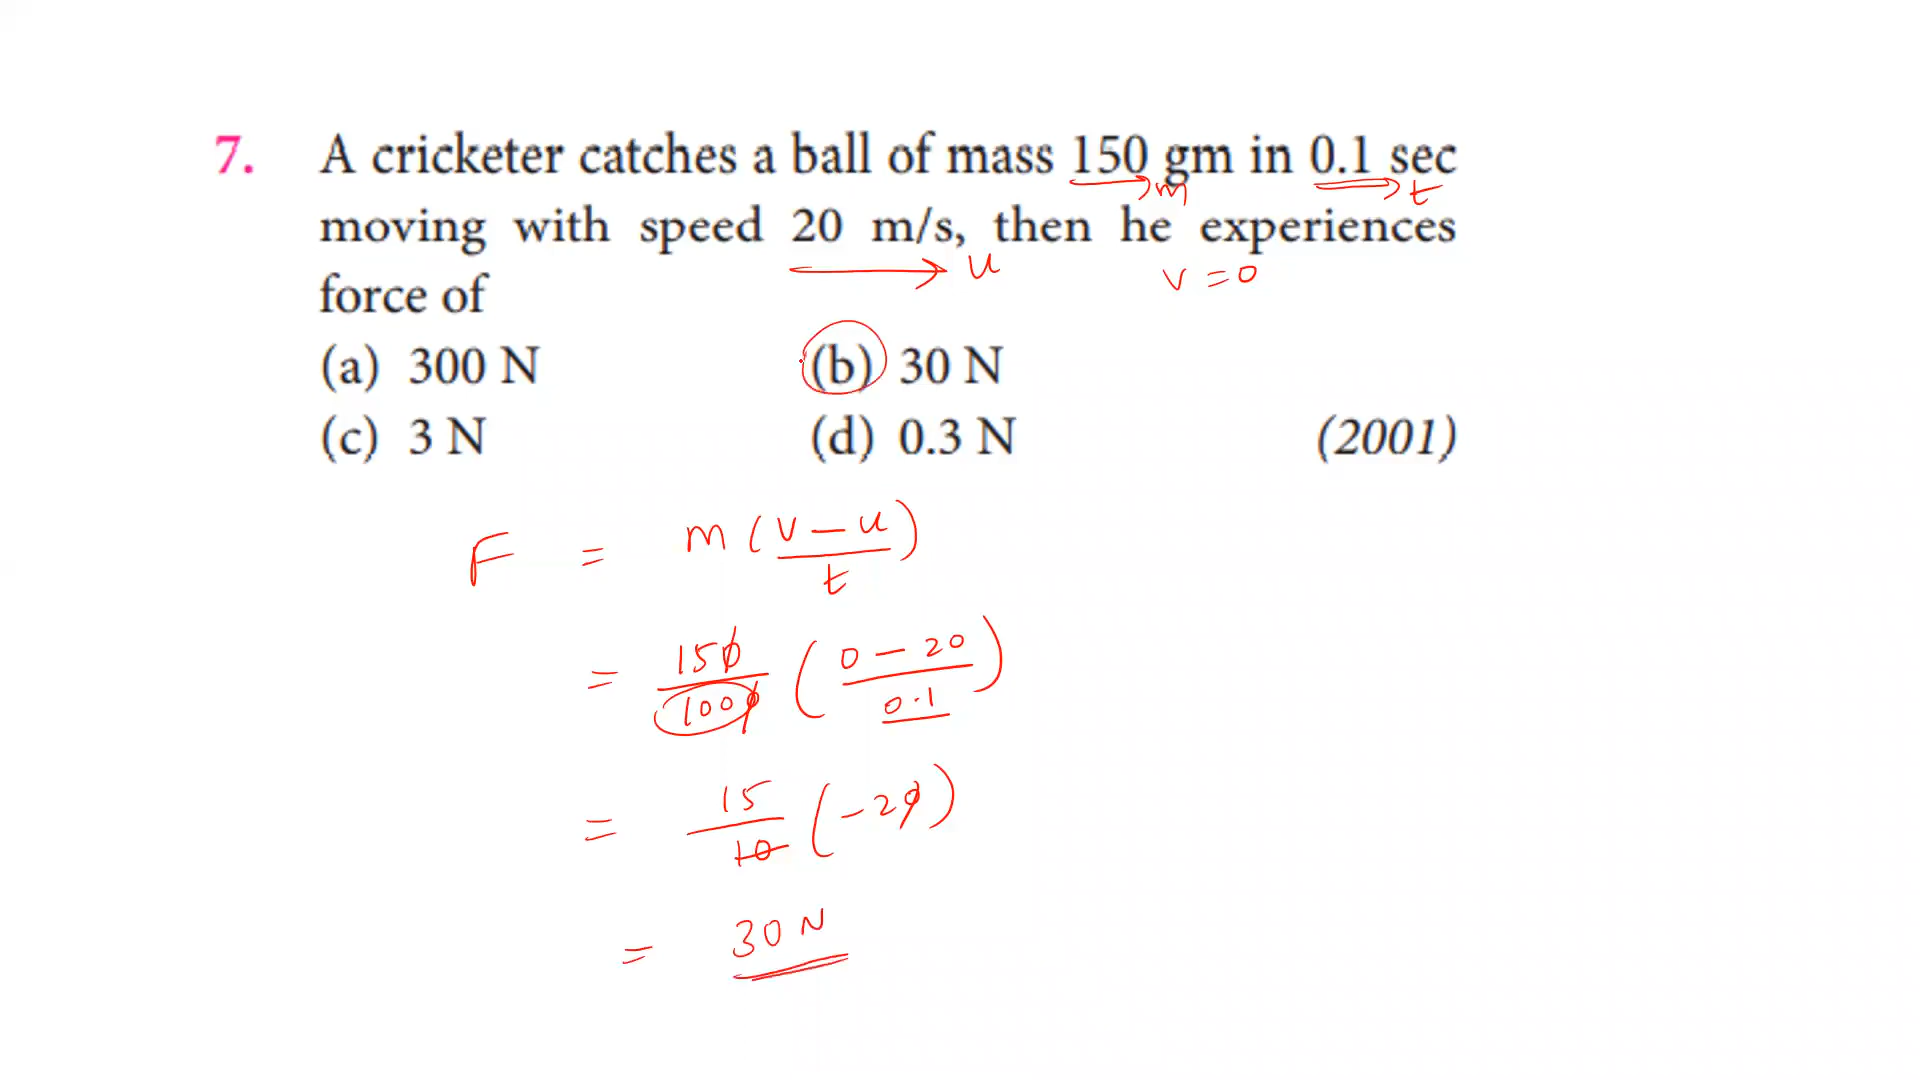 7. A cricketer catches a ball of mass 150 gm in 0.1 sec
m t
moving with speed 20 m/s, then he experiences
u v = 0
force of
(a) 300 N (b) 30 N
(c) 3 N (d) 0.3 N (2001)
F = m (v - u / t)
= 150/1000 (0 - 20 / 0.1)
= 15/10 (-20)
= 30 N